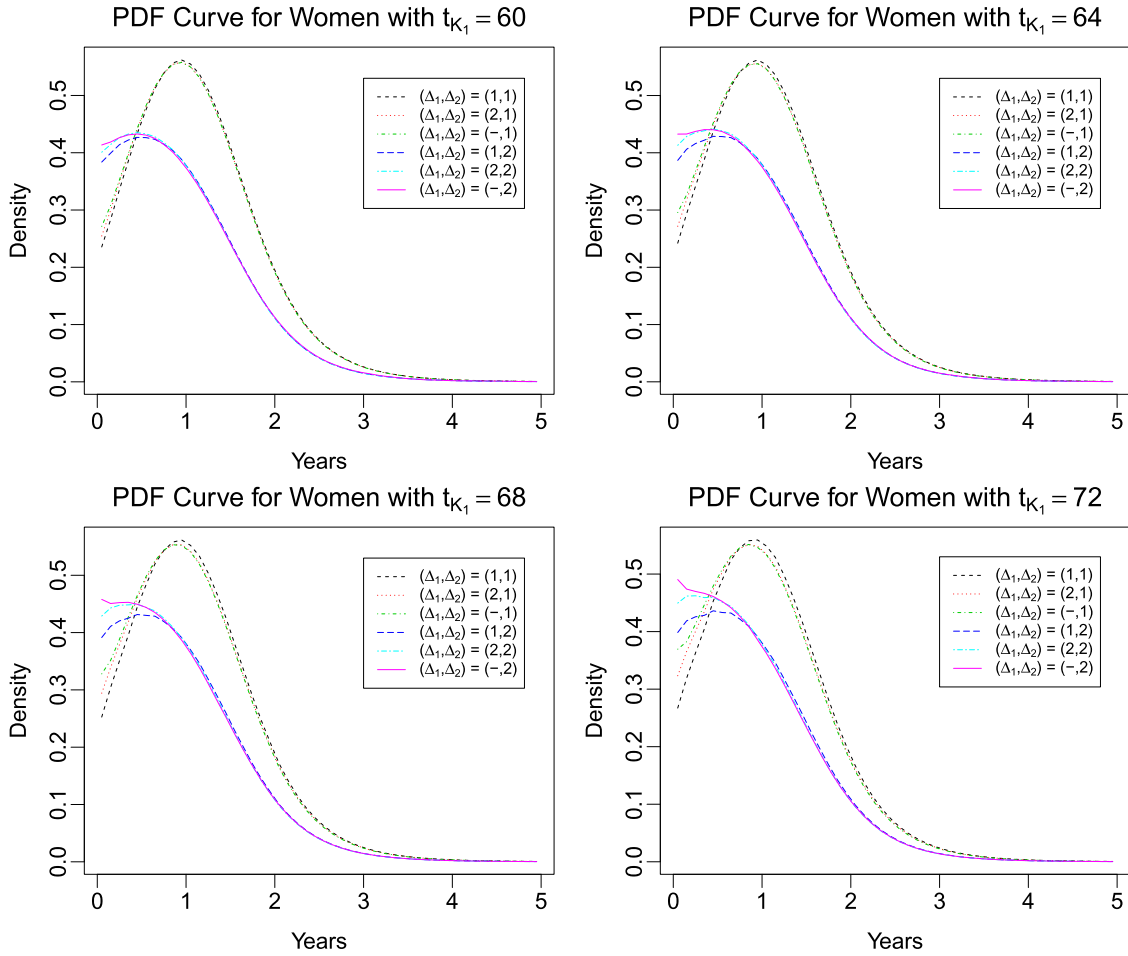 PDF Curve for Women with t_K₁ = 60
Density
0.0 0.1 0.2 0.3 0.4 0.5
(Δ₁,Δ₂) = (1,1)
(Δ₁,Δ₂) = (2,1)
(Δ₁,Δ₂) = (−,1)
(Δ₁,Δ₂) = (1,2)
(Δ₁,Δ₂) = (2,2)
(Δ₁,Δ₂) = (−,2)
0 1 2 3 4 5
Years
PDF Curve for Women with t_K₁ = 64
Density
0.0 0.1 0.2 0.3 0.4 0.5
(Δ₁,Δ₂) = (1,1)
(Δ₁,Δ₂) = (2,1)
(Δ₁,Δ₂) = (−,1)
(Δ₁,Δ₂) = (1,2)
(Δ₁,Δ₂) = (2,2)
(Δ₁,Δ₂) = (−,2)
0 1 2 3 4 5
Years
PDF Curve for Women with t_K₁ = 68
Density
0.0 0.1 0.2 0.3 0.4 0.5
(Δ₁,Δ₂) = (1,1)
(Δ₁,Δ₂) = (2,1)
(Δ₁,Δ₂) = (−,1)
(Δ₁,Δ₂) = (1,2)
(Δ₁,Δ₂) = (2,2)
(Δ₁,Δ₂) = (−,2)
0 1 2 3 4 5
Years
PDF Curve for Women with t_K₁ = 72
Density
0.0 0.1 0.2 0.3 0.4 0.5
(Δ₁,Δ₂) = (1,1)
(Δ₁,Δ₂) = (2,1)
(Δ₁,Δ₂) = (−,1)
(Δ₁,Δ₂) = (1,2)
(Δ₁,Δ₂) = (2,2)
(Δ₁,Δ₂) = (−,2)
0 1 2 3 4 5
Years